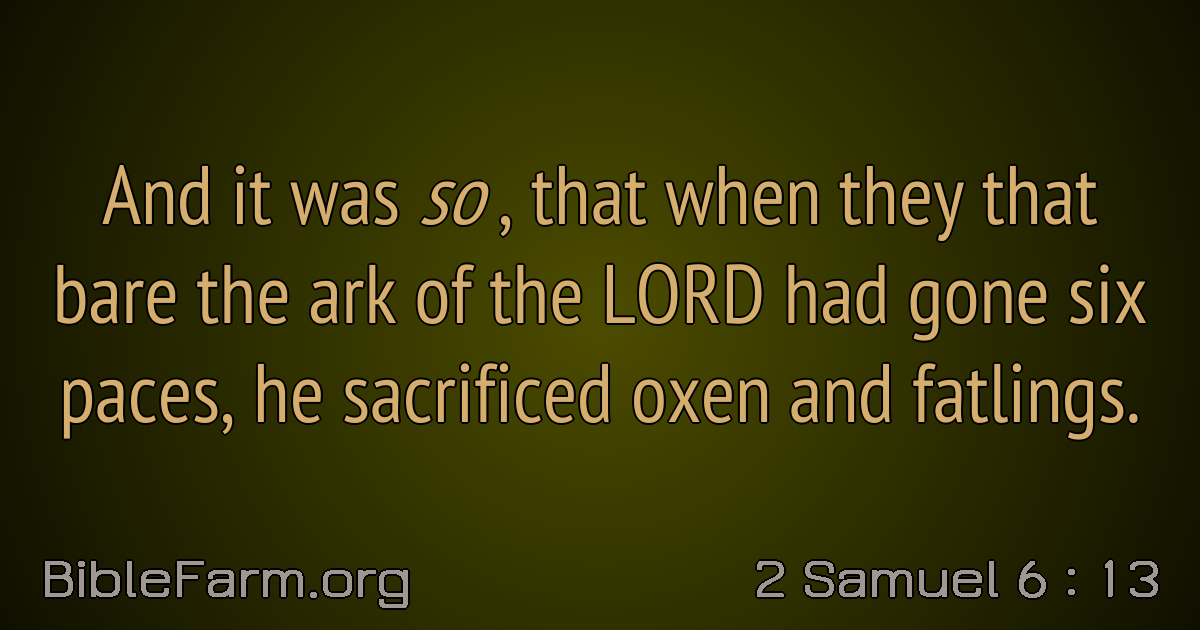 And it was so , that when they that
bare the ark of the LORD had gone six
paces, he sacrificed oxen and fatlings.
BibleFarm.org
2 Samuel 6 : 13